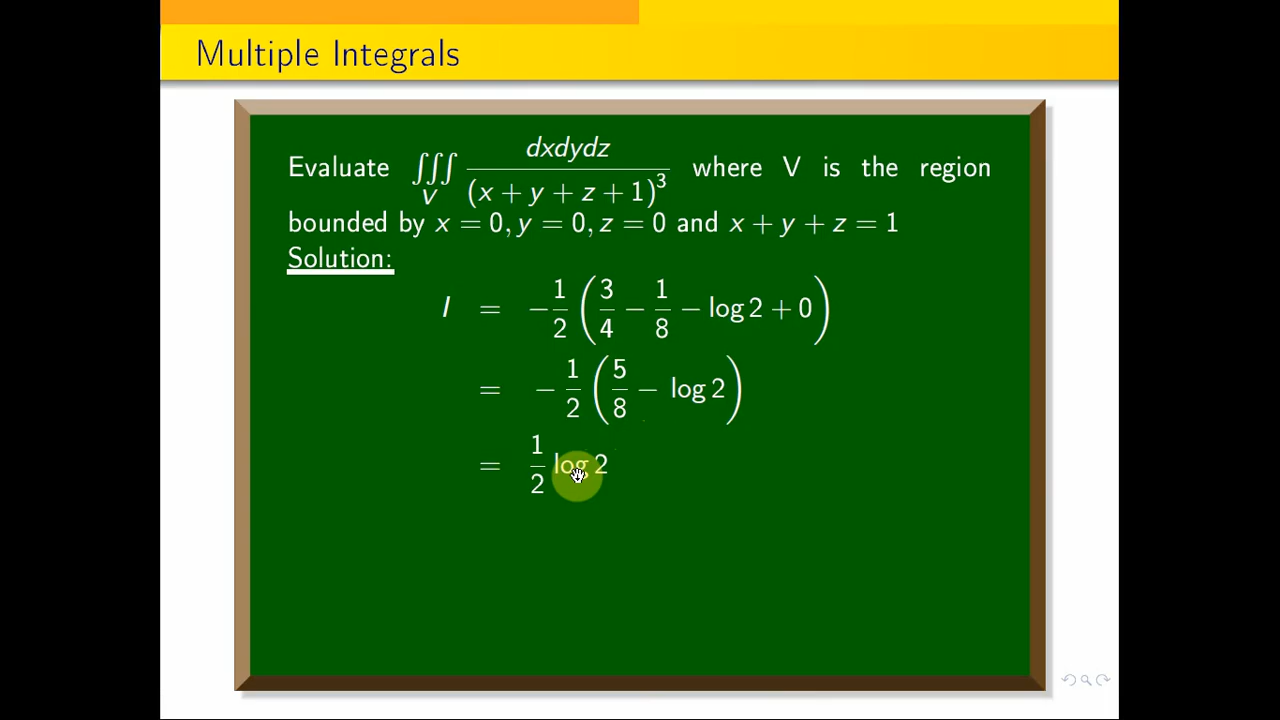 Multiple Integrals
Evaluate ∭_V dxdydz / (x + y + z + 1)^3 where V is the region
bounded by x = 0, y = 0, z = 0 and x + y + z = 1
Solution:
I = −1/2 (3/4 − 1/8 − log 2 + 0)
= −1/2 (5/8 − log 2)
= 1/2 log 2